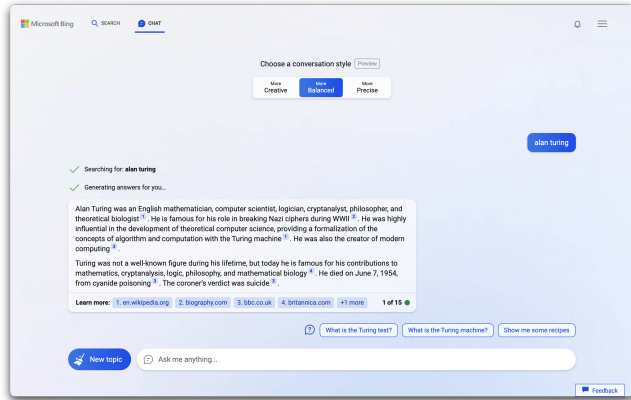 Microsoft Bing
SEARCH
CHAT
Choose a conversation style Preview
More Creative
More Balanced
More Precise
alan turing
Searching for: alan turing
Generating answers for you…
Alan Turing was an English mathematician, computer scientist, logician, cryptanalyst, philosopher, and
theoretical biologist 1 . He is famous for his role in breaking Nazi ciphers during WWII 2 . He was highly
influential in the development of theoretical computer science, providing a formalization of the
concepts of algorithm and computation with the Turing machine 1 . He was also the creator of modern
computing 3 .
Turing was not a well-known figure during his lifetime, but today he is famous for his contributions to
mathematics, cryptanalysis, logic, philosophy, and mathematical biology 4 . He died on June 7, 1954,
from cyanide poisoning 3 . The coroner's verdict was suicide 3 .
Learn more: 1. en.wikipedia.org 2. biography.com 3. bbc.co.uk 4. britannica.com +1 more 1 of 15
What is the Turing test? What is the Turing machine? Show me some recipes
New topic
Ask me anything...
Feedback